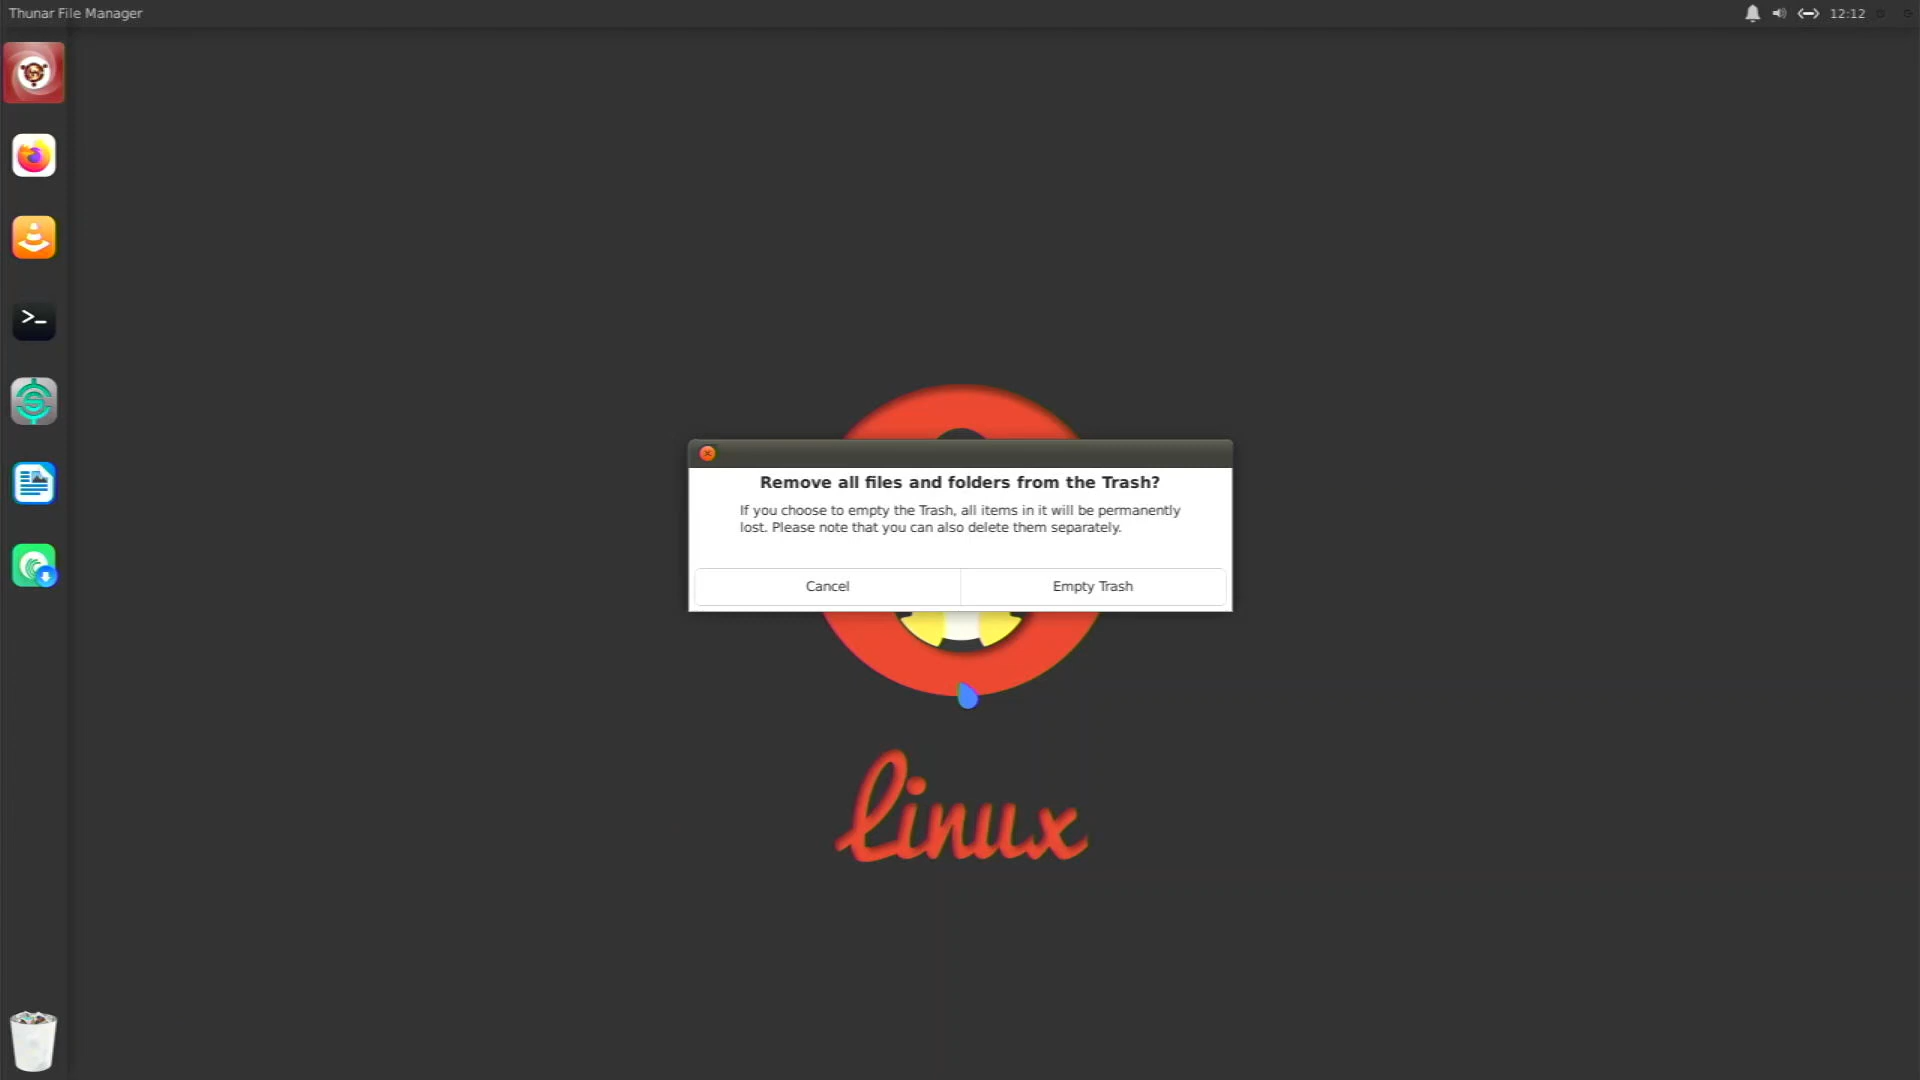 Thunar File Manager
12:12
>_
Remove all files and folders from the Trash?
If you choose to empty the Trash, all items in it will be permanently
lost. Please note that you can also delete them separately.
Cancel
Empty Trash
linux